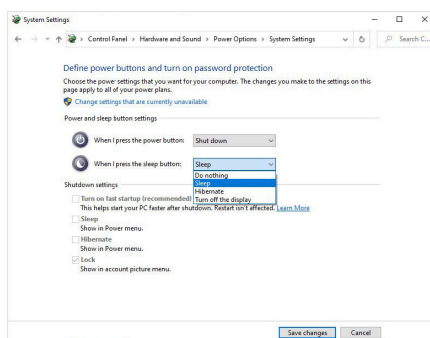 System Settings
Control Panel > Hardware and Sound > Power Options > System Settings
Search C...
Define power buttons and turn on password protection
Choose the power settings that you want for your computer. The changes you make to the settings on this
page apply to all of your power plans.
Change settings that are currently unavailable
Power and sleep button settings
When I press the power button: Shut down
When I press the sleep button: Sleep
Do nothing
Sleep
Hibernate
Turn off the display
Shutdown settings
Turn on fast startup (recommended)
This helps start your PC faster after shutdown. Restart isn't affected. Learn More
Sleep
Show in Power menu.
Hibernate
Show in Power menu.
Lock
Show in account picture menu.
Save changes Cancel